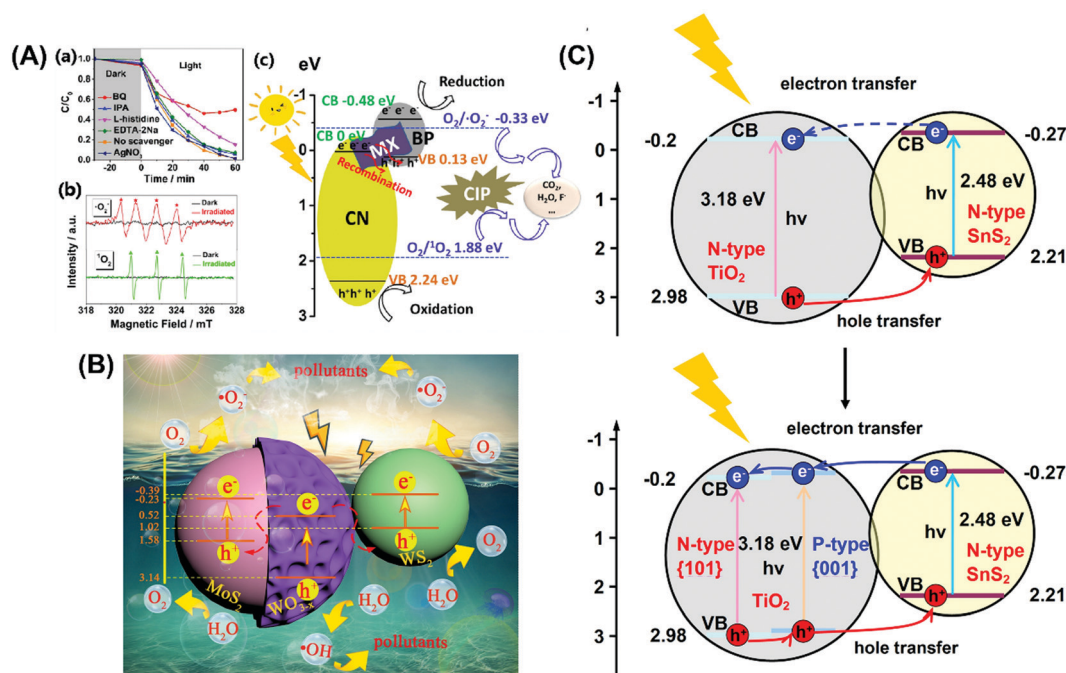 (A)
(a)
Dark
Light
C/C0
1.0
0.8
0.6
0.4
0.2
0.0
BQ
IPA
L-histidine
EDTA-2Na
No scavenger
AgNO3
0 20 40 60
Time / min
(b)
·O2-
Dark
Irradiated
1O2
Dark
Irradiated
Intensity / a.u.
318 320 322 324 326 328
Magnetic Field / mT
(c)
eV
-1
0
1
2
3
Reduction
CB -0.48 eV
e- e- e-
O2/·O2- -0.33 eV
CB 0 eV
e- e- e-
MX
BP
h+ h+ h+
VB 0.13 eV
Recombination
CIP
CO2,
H2O, F-
...
CN
O2/1O2 1.88 eV
VB 2.24 eV
h+ h+ h+
Oxidation
(B)
pollutants
·O2-
·O2-
O2
O2
-0.39
-0.23
0.52
1.02
1.58
3.14
e-
e-
e-
h+
h+
h+
MoS2
WO3-x
WS2
O2
O2
H2O
H2O
H2O
·OH
pollutants
(C)
electron transfer
-1
0
1
2
3
-0.2
CB
e-
e-
CB
-0.27
3.18 eV
hν
hν
2.48 eV
N-type
TiO2
N-type
SnS2
VB
h+
2.21
2.98
VB
h+
hole transfer
electron transfer
-1
0
1
2
3
-0.2
CB
e-
e-
e-
CB
-0.27
N-type
{101}
3.18 eV
hν
TiO2
P-type
{001}
hν
2.48 eV
N-type
SnS2
VB
h+
2.21
2.98
VB
h+
h+
hole transfer